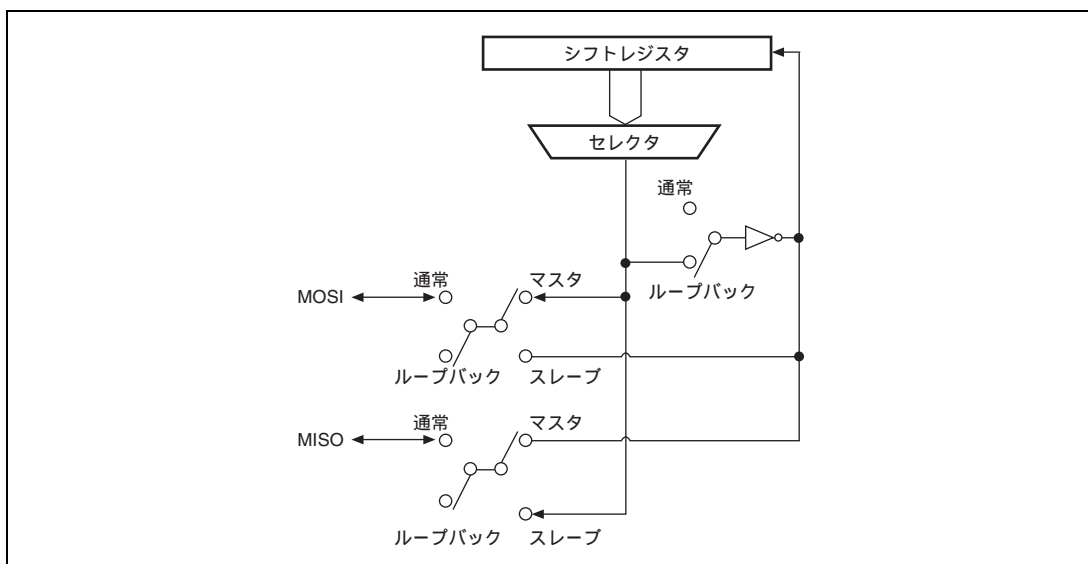 シフトレジスタ
セレクタ
通常
ループバック
MOSI
通常
マスタ
ループバック
スレーブ
MISO
通常
マスタ
ループバック
スレーブ